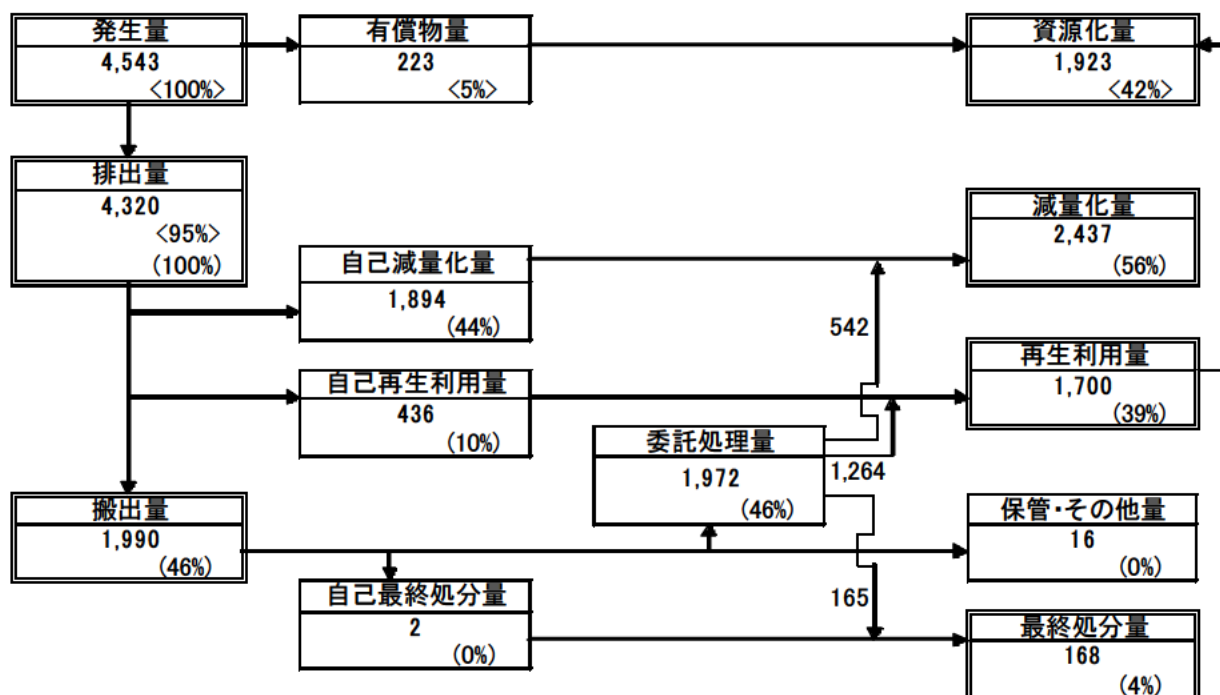 発生量
4,543
<100%>
有償物量
223
<5%>
資源化量
1,923
<42%>
排出量
4,320
<95%>
(100%)
自己減量化量
1,894
(44%)
減量化量
2,437
(56%)
542
自己再生利用量
436
(10%)
再生利用量
1,700
(39%)
委託処理量
1,972
(46%)
1,264
搬出量
1,990
(46%)
保管・その他量
16
(0%)
自己最終処分量
2
(0%)
165
最終処分量
168
(4%)